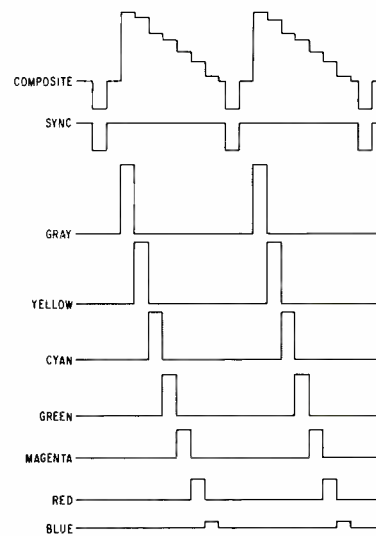 COMPOSITE
SYNC
GRAY
YELLOW
CYAN
GREEN
MAGENTA
RED
BLUE